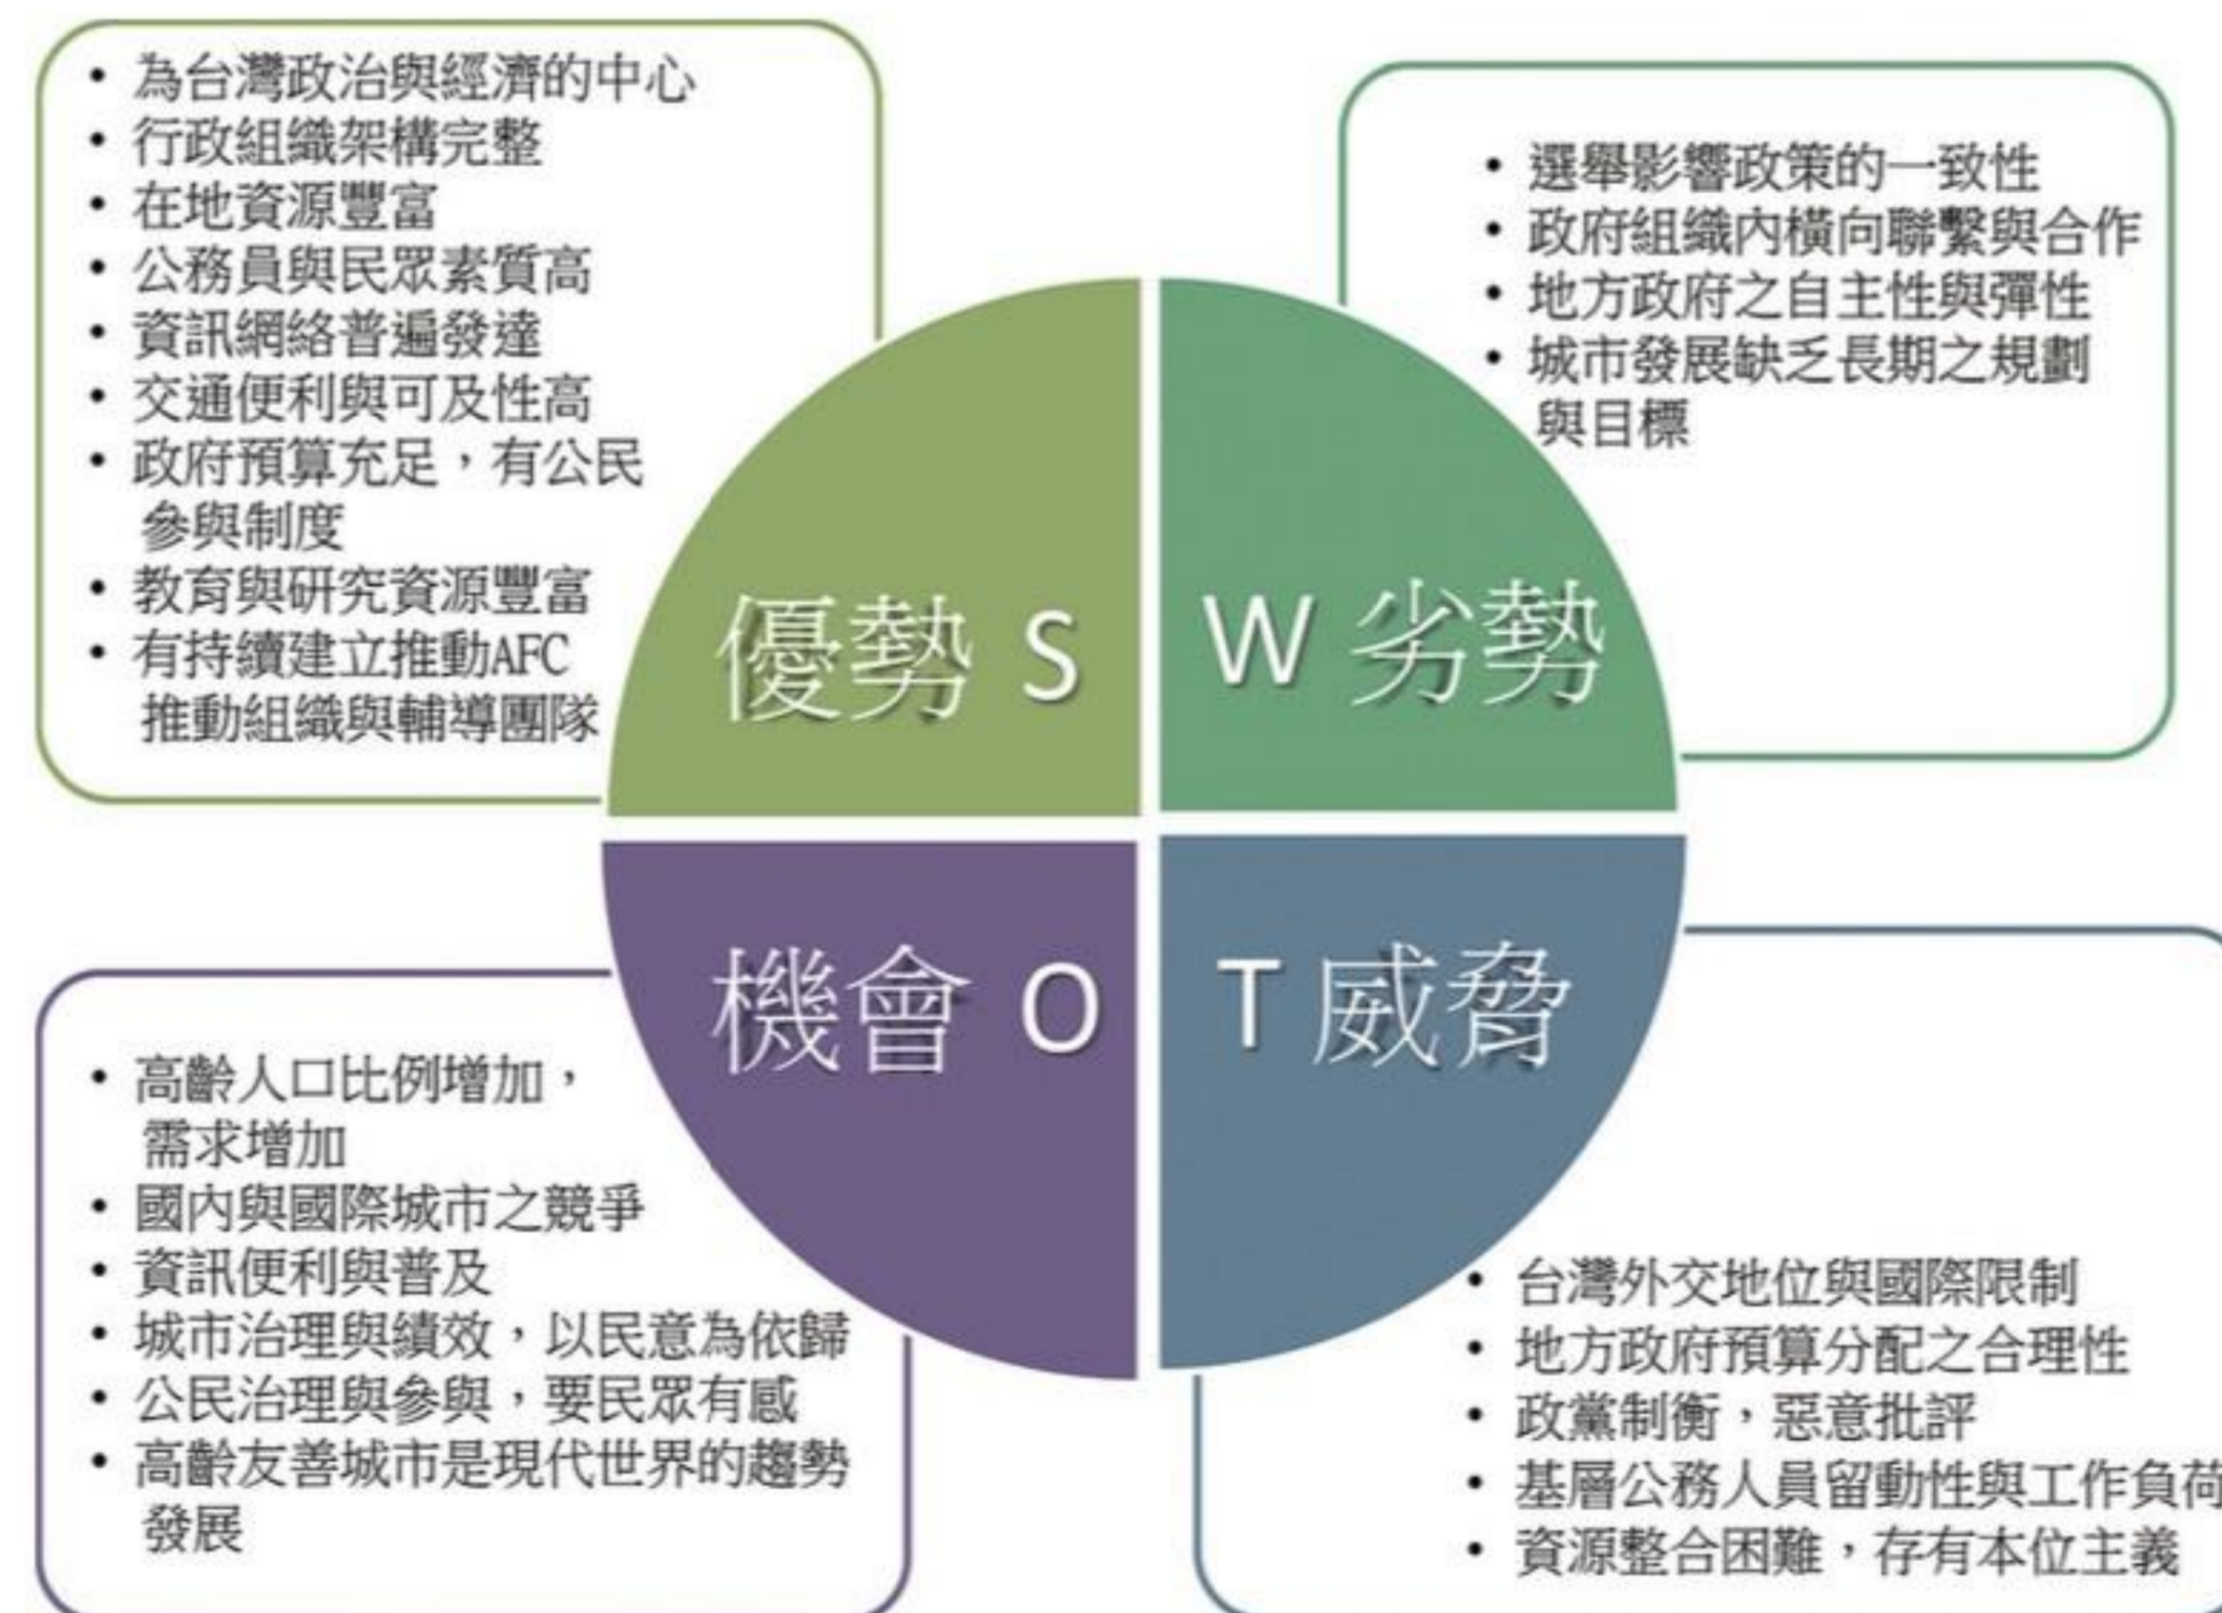 • 為台灣政治與經濟的中心
• 行政組織架構完整
• 在地資源豐富
• 公務員與民眾素質高
• 資訊網絡普遍發達
• 交通便利與可及性高
• 政府預算充足，有公民
參與制度
• 教育與研究資源豐富
• 有持續建立推動AFC
推動組織與輔導團隊
• 選舉影響政策的一致性
• 政府組織內橫向聯繫與合作
• 地方政府之自主性與彈性
• 城市發展缺乏長期之規劃
與目標
優勢 S
W 劣勢
機會 O
T 威脅
• 高齡人口比例增加，
需求增加
• 國內與國際城市之競爭
• 資訊便利與普及
• 城市治理與績效，以民意為依歸
• 公民治理與參與，要民眾有感
• 高齡友善城市是現代世界的趨勢
發展
• 台灣外交地位與國際限制
• 地方政府預算分配之合理性
• 政黨制衡，惡意批評
• 基層公務人員留動性與工作負荷
• 資源整合困難，存有本位主義